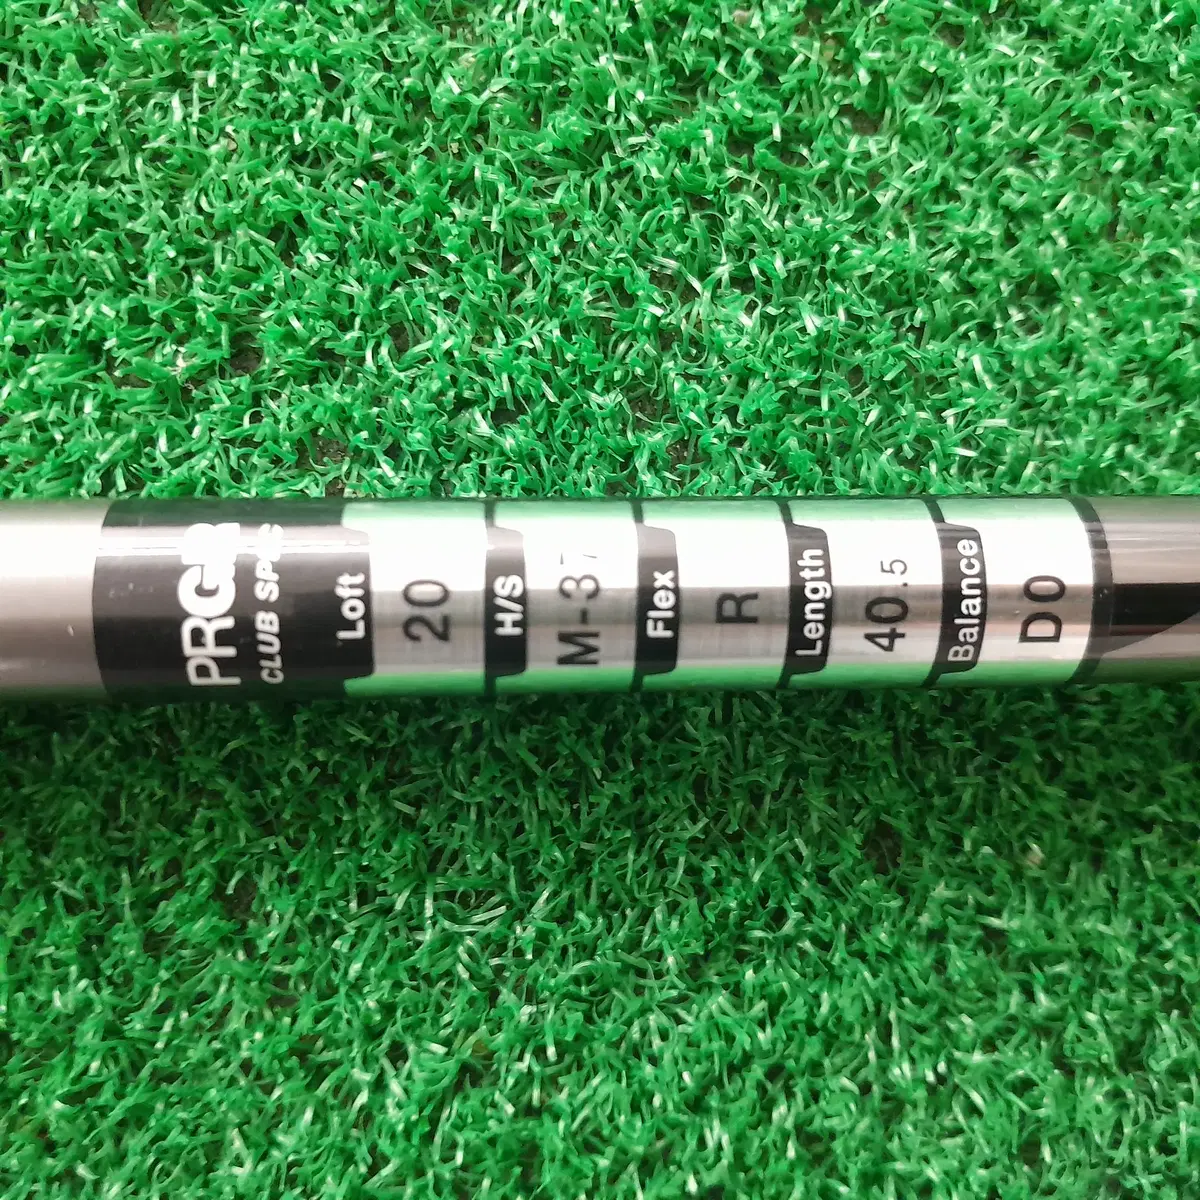 PRGR
CLUB SPEC
Loft
20
H/S
M-37
Flex
R
Length
40.5
Balance
D0